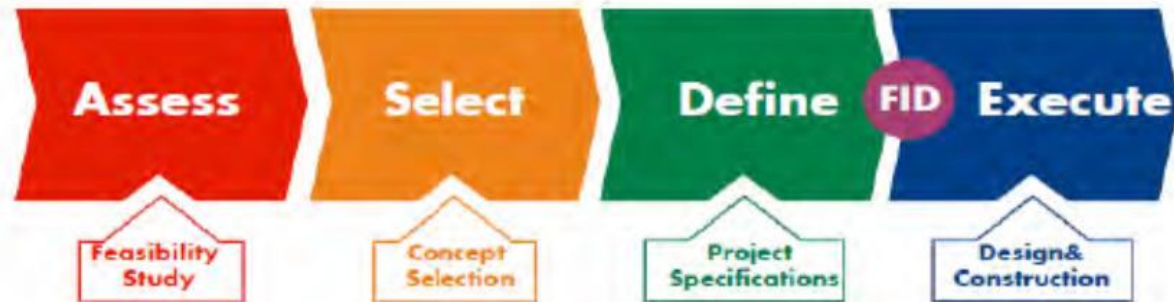 Assess
Select
Define
FID
Execute
Feasibility
Study
Concept
Selection
Project
Specifications
Design&
Construction